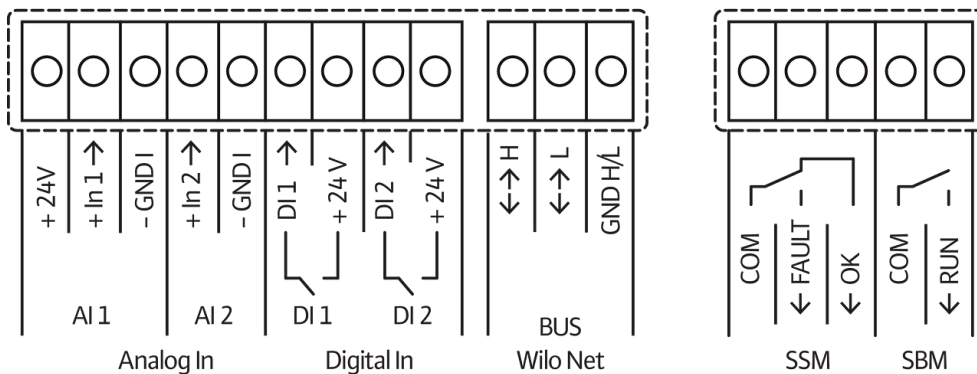 + 24V
+ In 1 →
– GND I
+ In 2 →
– GND I
DI 1 →
+ 24 V
DI 2 →
+ 24 V
↔ H
↔ L
GND H/L
COM
← FAULT
← OK
COM
← RUN
AI 1
AI 2
DI 1
DI 2
BUS
Analog In
Digital In
Wilo Net
SSM
SBM